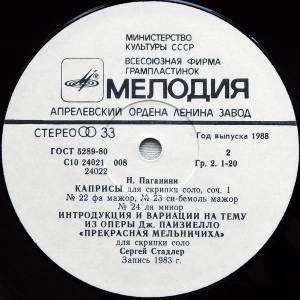 МИНИСТЕРСТВО
КУЛЬТУРЫ СССР
ВСЕСОЮЗНАЯ ФИРМА
ГРАМПЛАСТИНОК
МЕЛОДИЯ
АПРЕЛЕВСКИЙ ОРДЕНА ЛЕНИНА ЗАВОД
СТЕРЕО 33
Год выпуска 1988
ГОСТ 5289-80
2
С10 24021 008
Гр. 2. 1-20
24022
Н. Паганини
КАПРИСЫ для скрипки соло, соч. 1
№ 22 фа мажор, № 23 си-бемоль мажор
№ 24 ля минор
ИНТРОДУКЦИЯ И ВАРИАЦИИ НА ТЕМУ
ИЗ ОПЕРЫ Дж. ПАИЗИЕЛЛО
«ПРЕКРАСНАЯ МЕЛЬНИЧИХА»
для скрипки соло
Сергей Стадлер
Запись 1983 г.